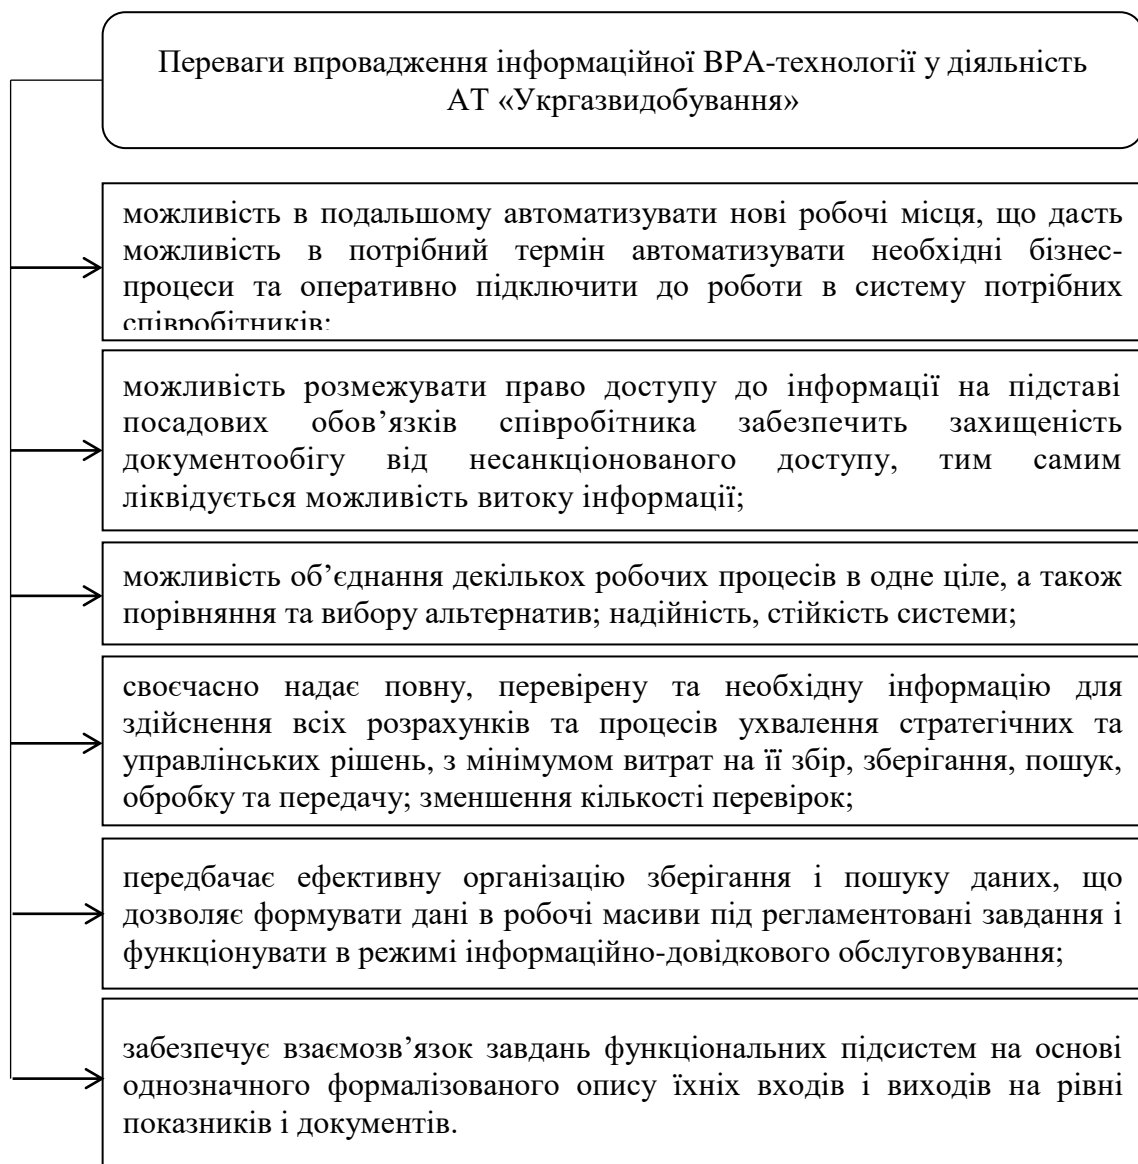 Переваги впровадження інформаційної ВРА-технології у діяльність
АТ «Укргазвидобування»
можливість в подальшому автоматизувати нові робочі місця, що дасть
можливість в потрібний термін автоматизувати необхідні бізнес-
процеси та оперативно підключити до роботи в систему потрібних
співробітників;
можливість розмежувати право доступу до інформації на підставі
посадових обов’язків співробітника забезпечить захищеність
документообігу від несанкціонованого доступу, тим самим
ліквідується можливість витоку інформації;
можливість об’єднання декількох робочих процесів в одне ціле, а також
порівняння та вибору альтернатив; надійність, стійкість системи;
своєчасно надає повну, перевірену та необхідну інформацію для
здійснення всіх розрахунків та процесів ухвалення стратегічних та
управлінських рішень, з мінімумом витрат на її збір, зберігання, пошук,
обробку та передачу; зменшення кількості перевірок;
передбачає ефективну організацію зберігання і пошуку даних, що
дозволяє формувати дані в робочі масиви під регламентовані завдання і
функціонувати в режимі інформаційно-довідкового обслуговування;
забезпечує взаємозв’язок завдань функціональних підсистем на основі
однозначного формалізованого опису їхніх входів і виходів на рівні
показників і документів.